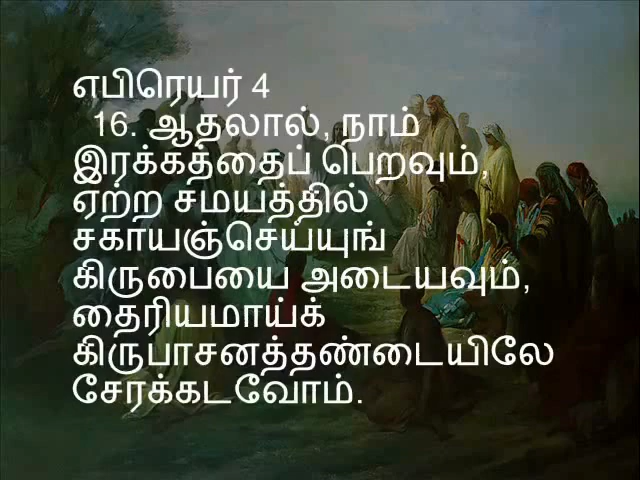 எபிரெயர் 4
16. ஆதலால், நாம்
இரக்கத்தைப் பெறவும்,
ஏற்ற சமயத்தில்
சகாயஞ்செய்யுங்
கிருபையை அடையவும்,
தைரியமாய்க்
கிருபாசனத்தண்டையிலே
சேரக்கடவோம்.